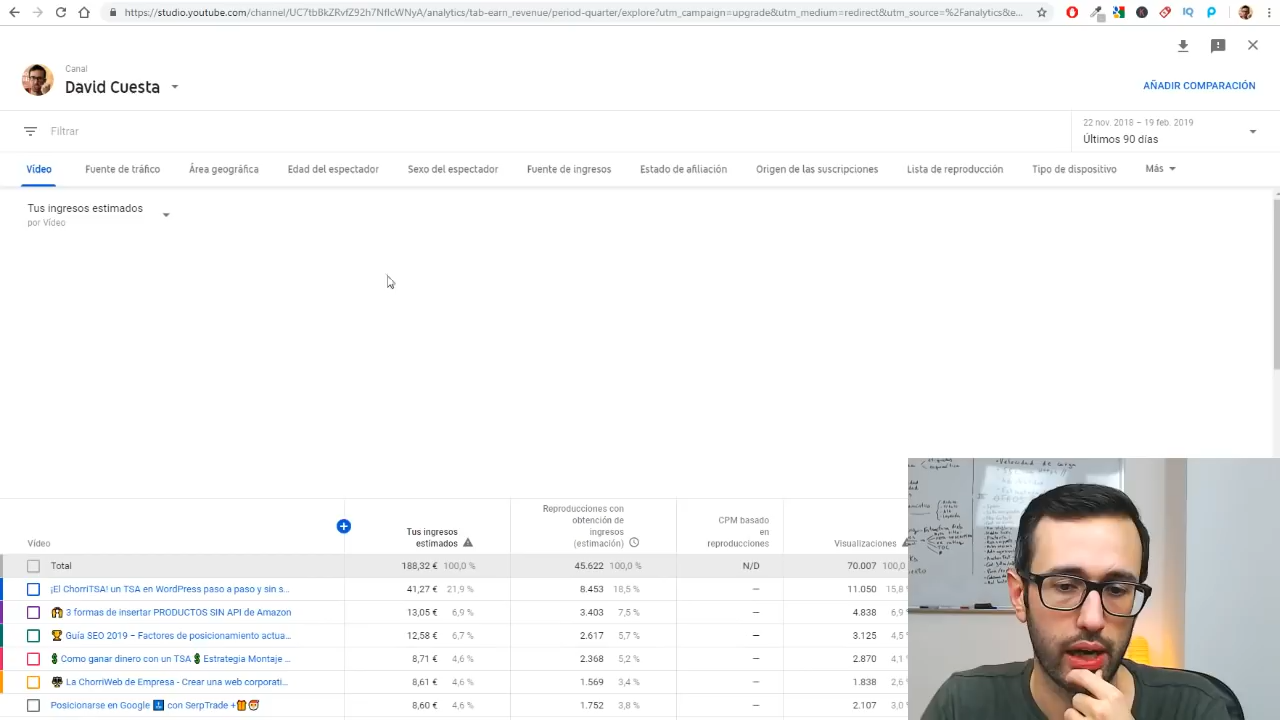 https://studio.youtube.com/channel/UC7tbBkZRvfZ92h7NflcWNyA/analytics/tab-earn_revenue/period-quarter/explore?utm_campaign=upgrade&utm_medium=redirect&utm_source=%2Fanalytics&e...
Canal
David Cuesta
AÑADIR COMPARACIÓN
Filtrar
22 nov. 2018 – 19 feb. 2019
Últimos 90 días
Vídeo Fuente de tráfico Área geográfica Edad del espectador Sexo del espectador Fuente de ingresos Estado de afiliación Origen de las suscripciones Lista de reproducción Tipo de dispositivo Más
Tus ingresos estimados
por Vídeo
Vídeo
Tus ingresos
estimados
Reproducciones con
obtención de
ingresos
(estimación)
CPM basado
en
reproducciones
Visualizaciones
Total 188,32 € 100,0 % 45.622 100,0 % N/D 70.007 100,0
¡El ChorriTSA! un TSA en WordPress paso a paso y sin s... 41,27 € 21,9 % 8.453 18,5 % — 11.050 15,8
3 formas de insertar PRODUCTOS SIN API de Amazon 13,05 € 6,9 % 3.403 7,5 % — 4.838 6,9
Guía SEO 2019 – Factores de posicionamiento actua... 12,58 € 6,7 % 2.617 5,7 % — 3.125 4,5
Como ganar dinero con un TSA 💲 Estrategia Montaje ... 8,71 € 4,6 % 2.368 5,2 % — 2.870 4,1
La ChorriWeb de Empresa - Crear una web corporati... 8,61 € 4,6 % 1.569 3,4 % — 1.838 2,6
Posicionarse en Google con SerpTrade + 8,60 € 4,6 % 1.752 3,8 % — 2.107 3,0
Velocidad de carga